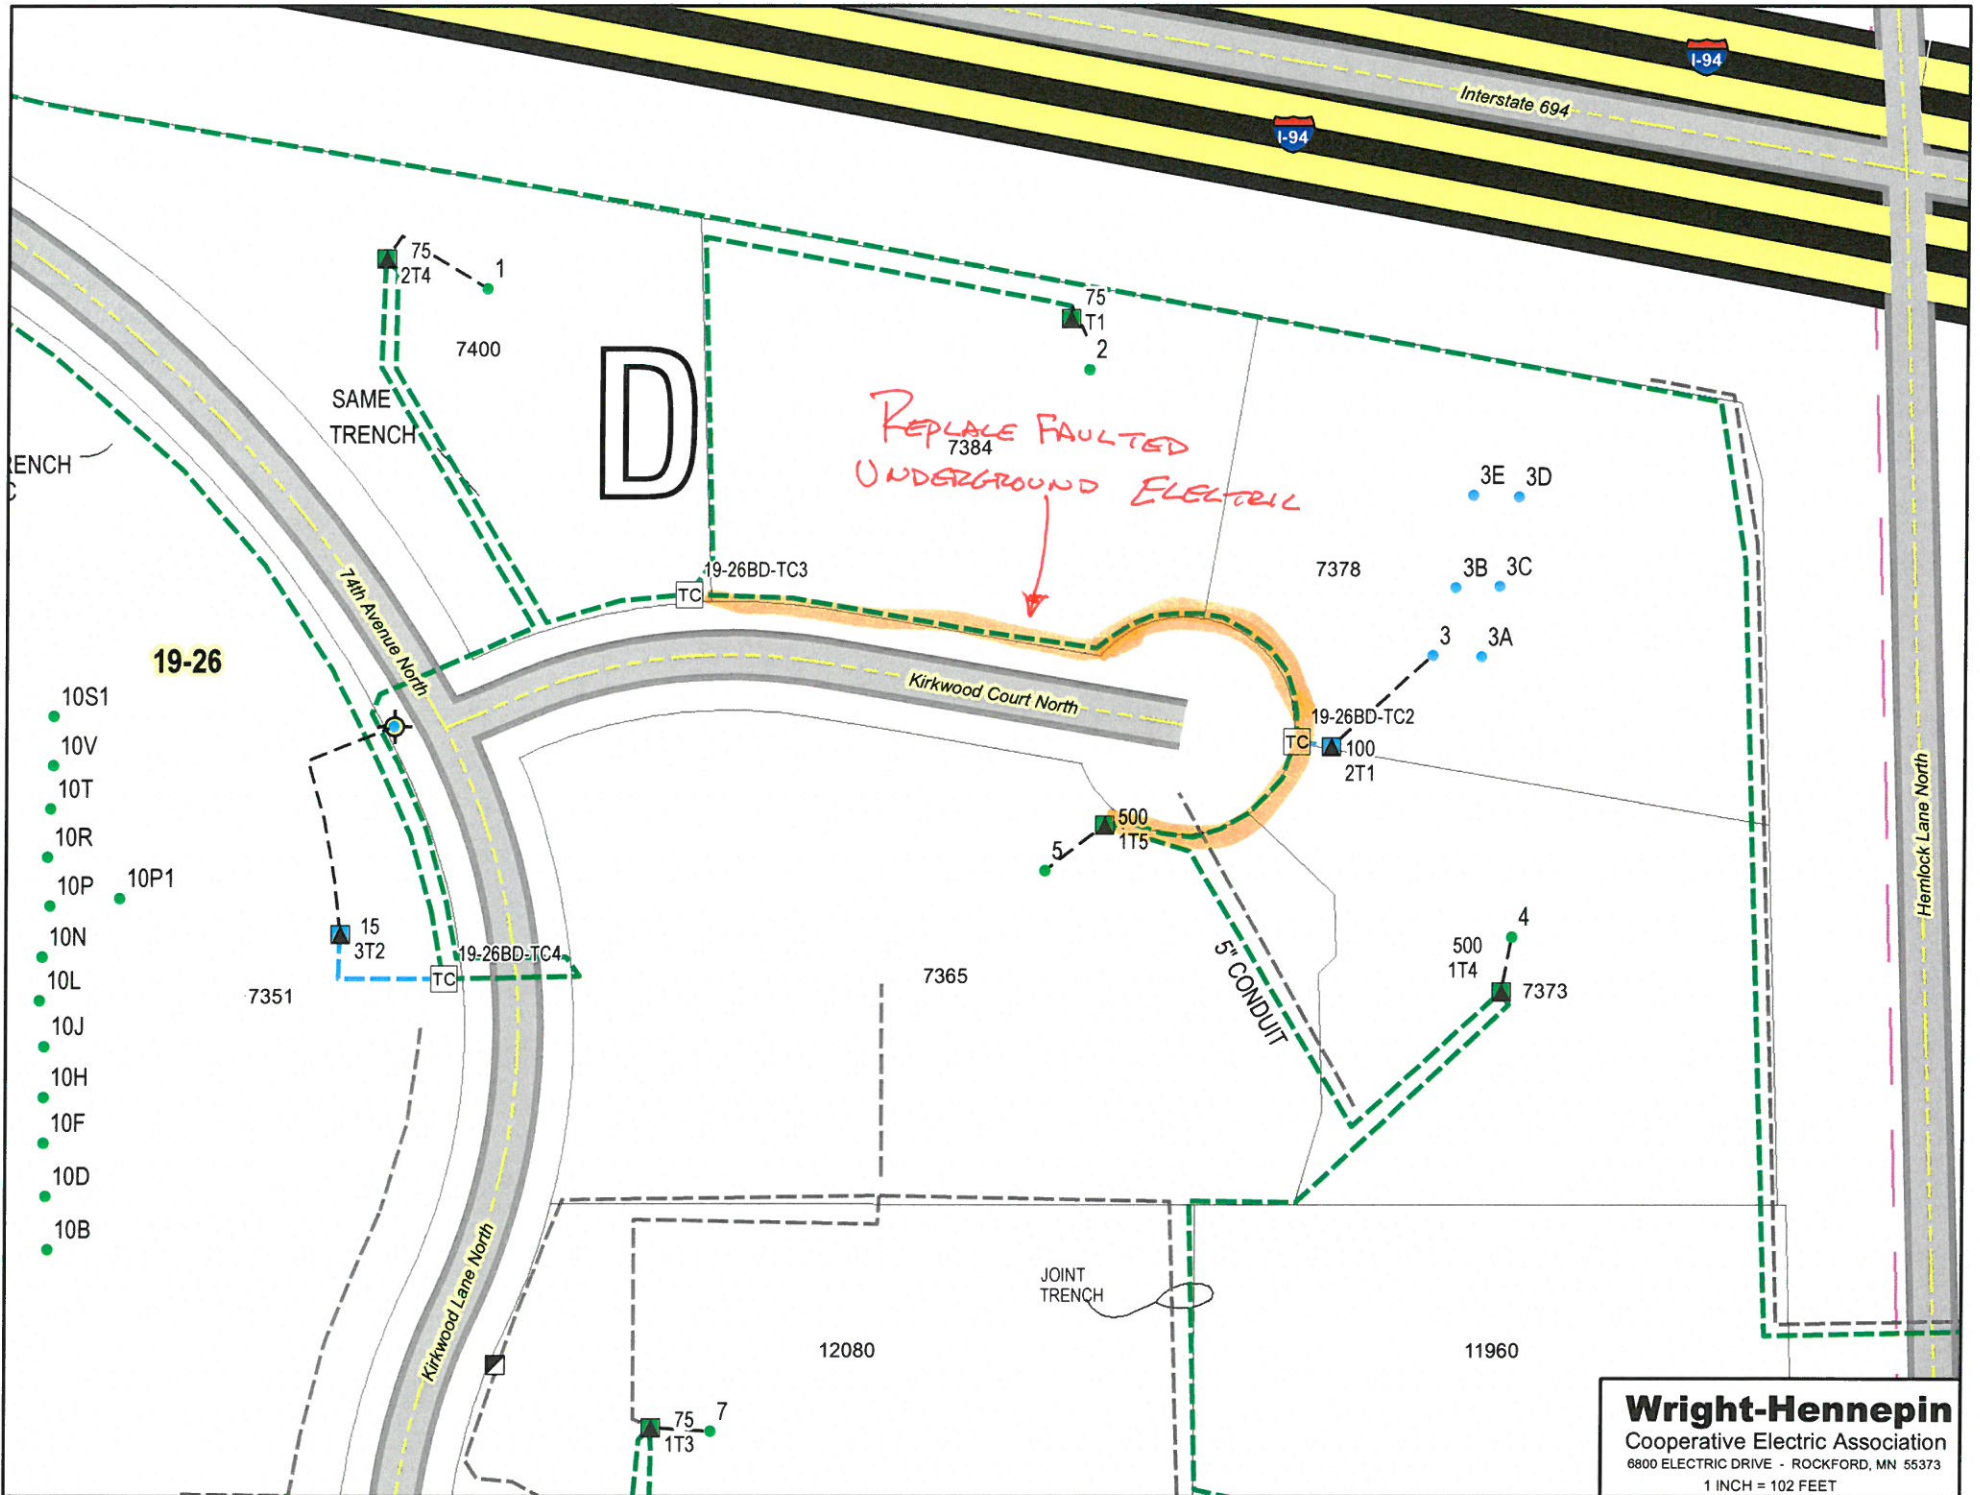 I-94
Interstate 694
I-94
75
2T4
1
7400
75
T1
2
D
SAME
TRENCH
RENCH
C
REPLACE FAULTED
7384
UNDERGROUND ELECTRIC
3E
3D
7378
3B
3C
3
3A
19-26BD-TC3
TC
74th Avenue North
19-26
Kirkwood Court North
19-26BD-TC2
TC
100
2T1
10S1
10V
10T
10R
10P
10P1
10N
10L
10J
10H
10F
10D
10B
500
1T5
5
15
3T2
19-26BD-TC4
TC
7351
7365
5" CONDUIT
4
500
1T4
7373
Hemlock Lane North
Kirkwood Lane North
JOINT
TRENCH
12080
11960
75
1T3
7
Wright-Hennepin
Cooperative Electric Association
6800 ELECTRIC DRIVE - ROCKFORD, MN 55373
1 INCH = 102 FEET